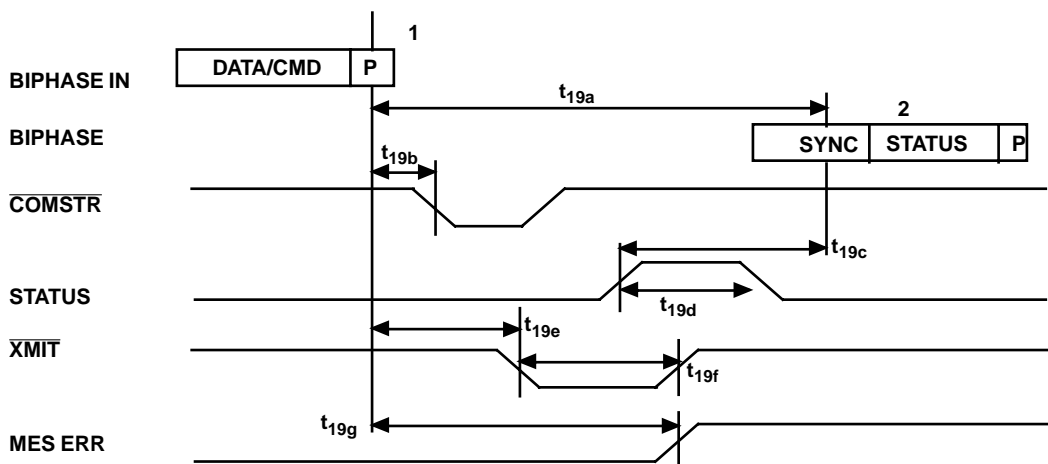 1
DATA/CMD P
BIPHASE IN
t19a
2
BIPHASE
SYNC STATUS P
t19b
COMSTR
t19c
STATUS
t19d
t19e
XMIT
t19f
t19g
MES ERR